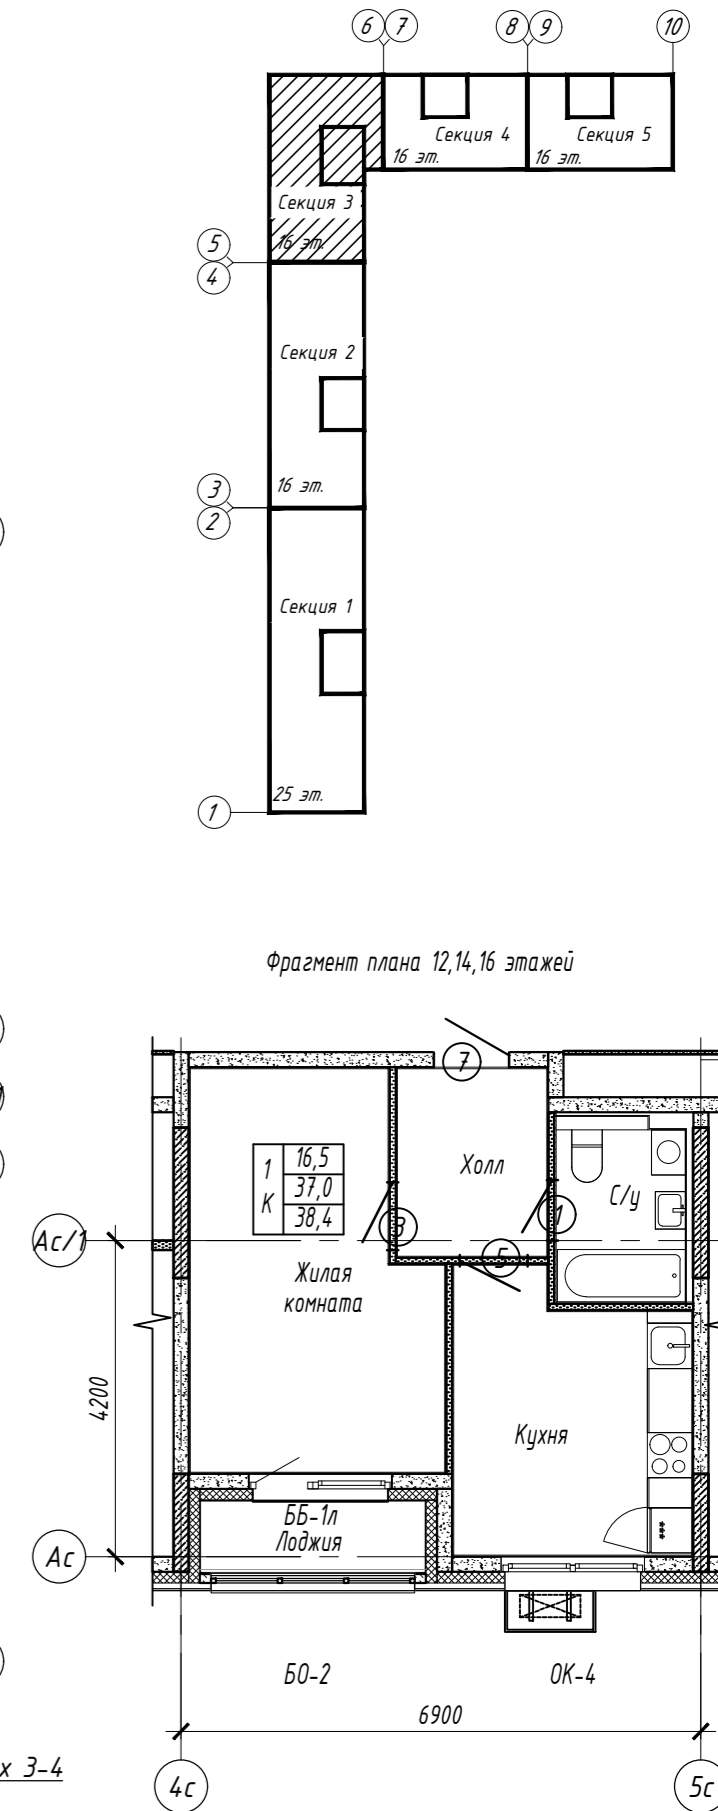 6 7 8 9 10
Секция 4
Секция 5
16 эт.
16 эт.
Секция 3
16 эт.
5
4
Секция 2
16 эт.
3
2
Секция 1
25 эт.
1
Фрагмент плана 12,14,16 этажей
7
1
К
16,5
37,0
38,4
Холл
С/у
3
1
5
Ас/1
Жилая
комната
4200
Кухня
ББ-1л
Лоджия
***
Ас
БО-2
ОК-4
6900
х 3-4
4с
5с